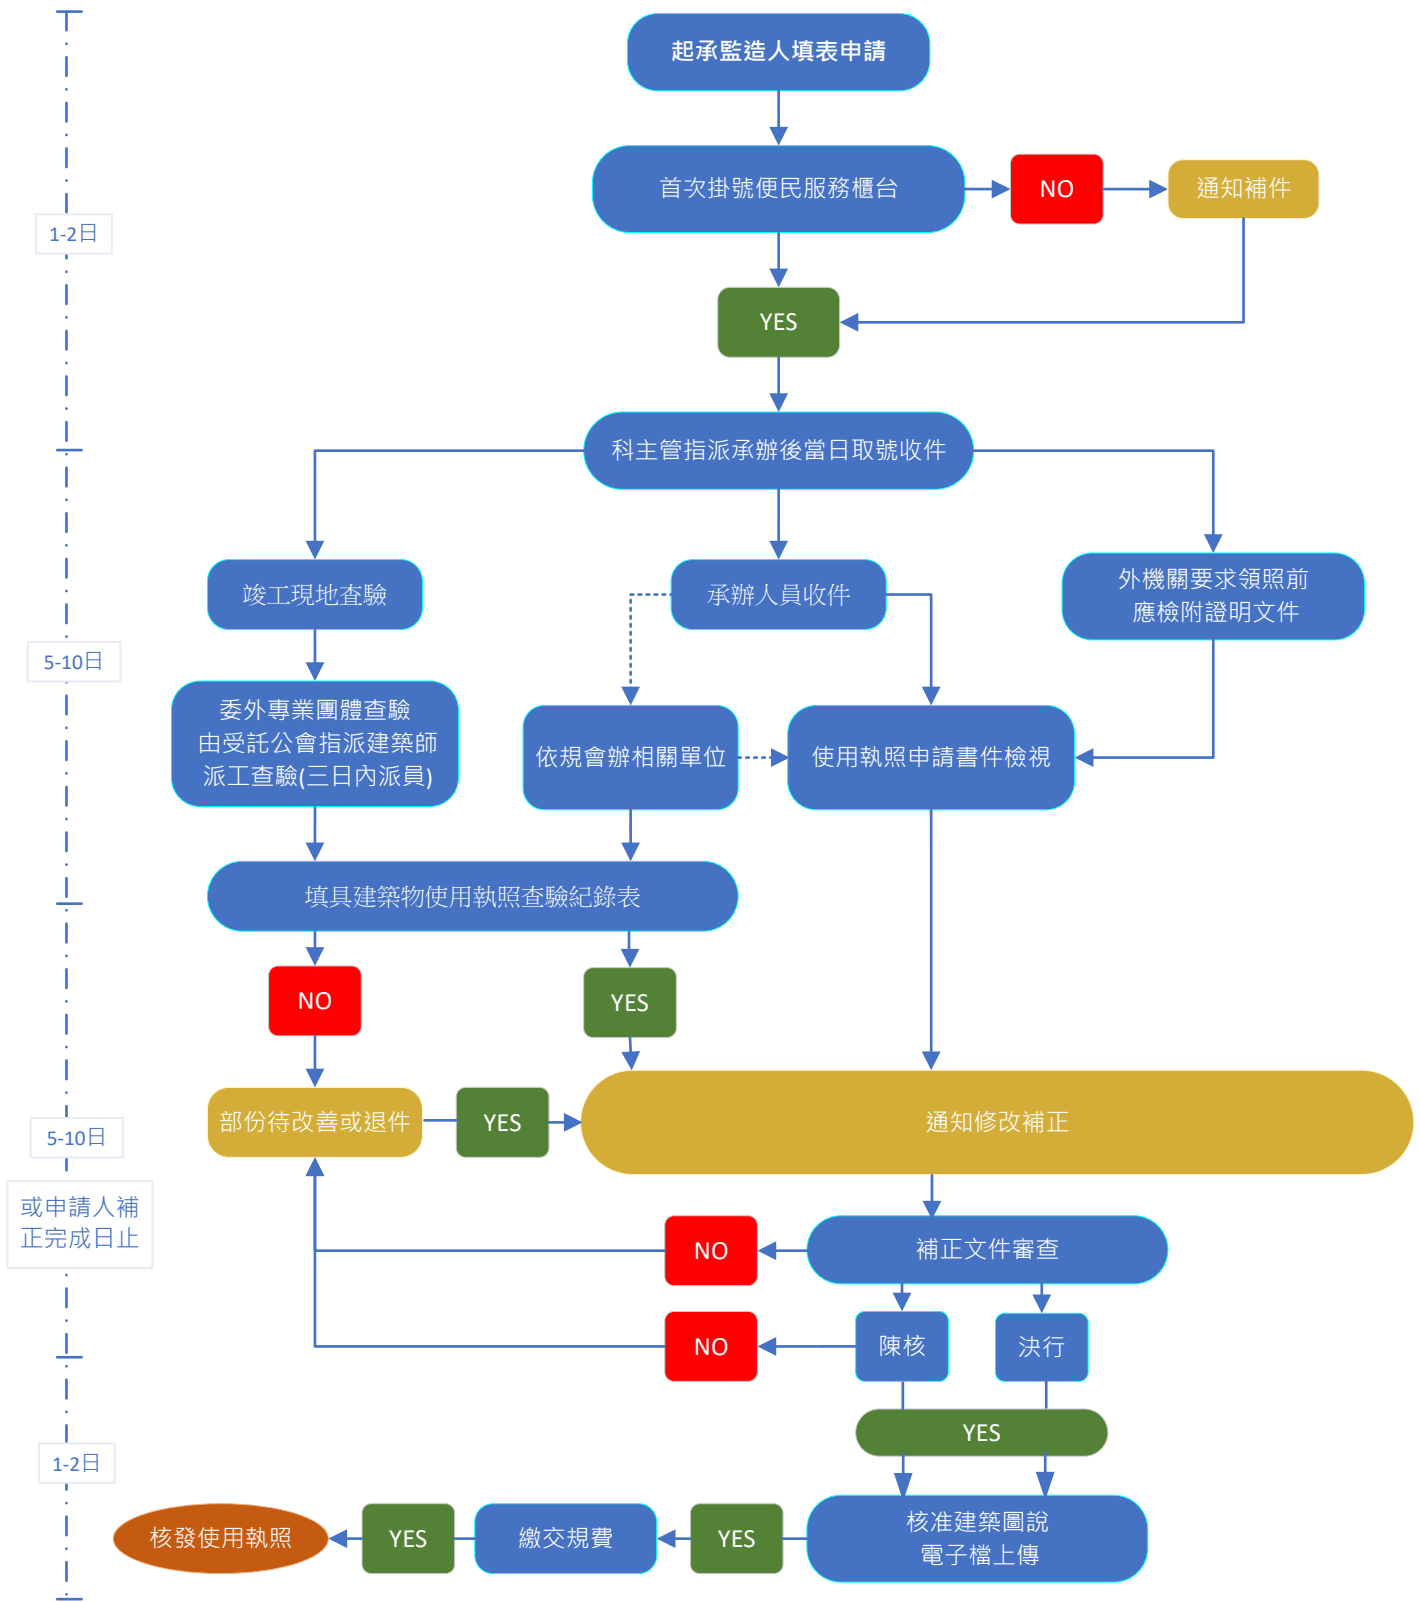 起承監造人填表申請
首次掛號便民服務櫃台
NO
通知補件
1-2日
YES
科主管指派承辦後當日取號收件
竣工現地查驗
承辦人員收件
外機關要求領照前
應檢附證明文件
5-10日
委外專業團體查驗
由受託公會指派建築師
派工查驗(三日內派員)
依規會辦相關單位
使用執照申請書件檢視
填具建築物使用執照查驗紀錄表
NO
YES
部份待改善或退件
YES
通知修改補正
5-10日
或申請人補
正完成日止
NO
補正文件審查
NO
陳核
決行
YES
1-2日
核發使用執照
YES
繳交規費
YES
核准建築圖說
電子檔上傳